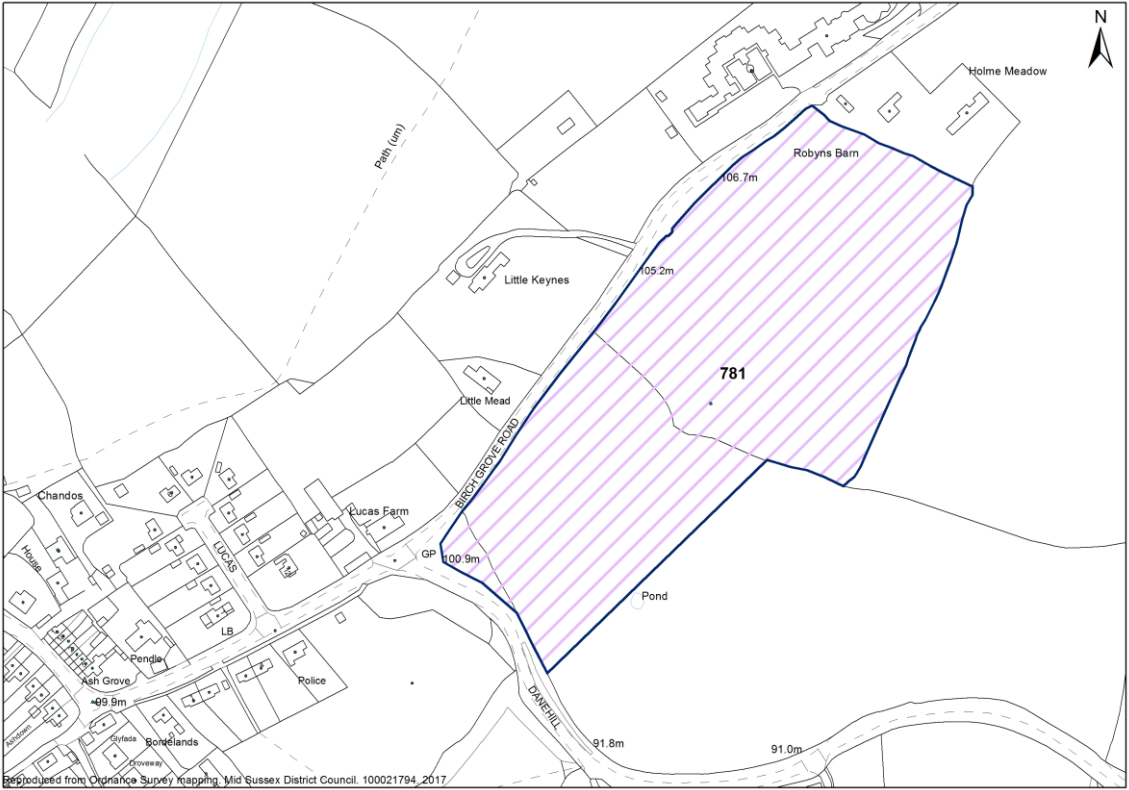 N
Holme Meadow
Path (um)
Robyns Barn
106.7m
105.2m
Little Keynes
781
Little Mead
BIRCH GROVE ROAD
Chandos
Lucas Farm
House
LUCAS
GP
100.9m
Pond
LB
Pendle
Ash Grove
Police
99.9m
DANEHILL
Ashdown
Glyfada
Bordelands
Droveway
91.8m
91.0m
Reproduced from Ordnance Survey mapping. Mid Sussex District Council. 100021794. 2017